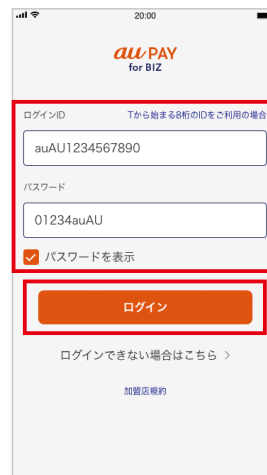 20:00
au PAY
for BIZ
ログインID Tから始まる8桁のIDをご利用の場合
auAU1234567890
パスワード
01234auAU
パスワードを表示
ログイン
ログインできない場合はこちら >
加盟店規約